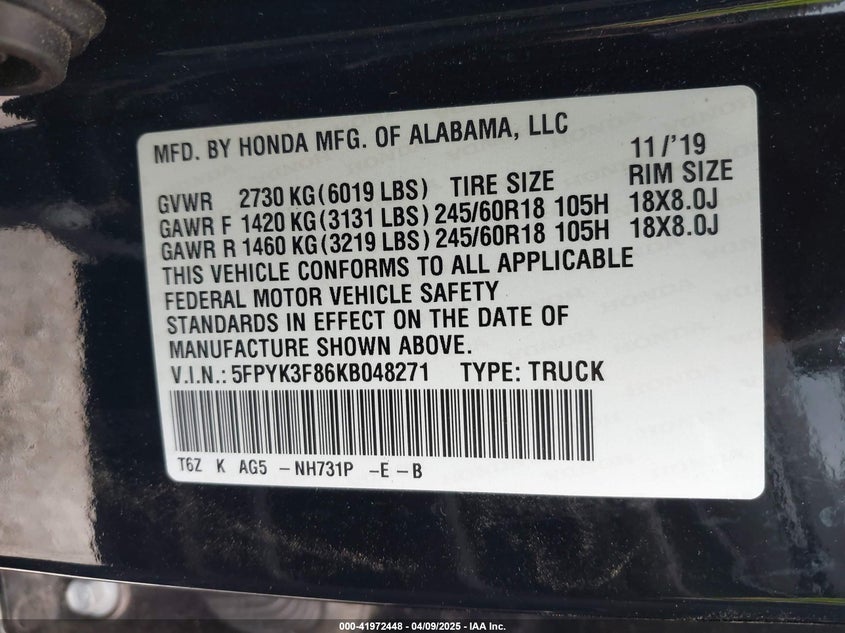 MFD. BY HONDA MFG. OF ALABAMA, LLC
11/'19
GVWR 2730 KG(6019 LBS) TIRE SIZE RIM SIZE
GAWR F 1420 KG(3131 LBS) 245/60R18 105H 18X8.0J
GAWR R 1460 KG(3219 LBS) 245/60R18 105H 18X8.0J
THIS VEHICLE CONFORMS TO ALL APPLICABLE
FEDERAL MOTOR VEHICLE SAFETY
STANDARDS IN EFFECT ON THE DATE OF
MANUFACTURE SHOWN ABOVE.
V.I.N.: 5FPYK3F86KB048271 TYPE: TRUCK
T6Z K AG5 -NH731P -E -B
000-41972448 - 04/09/2025 - IAA Inc.